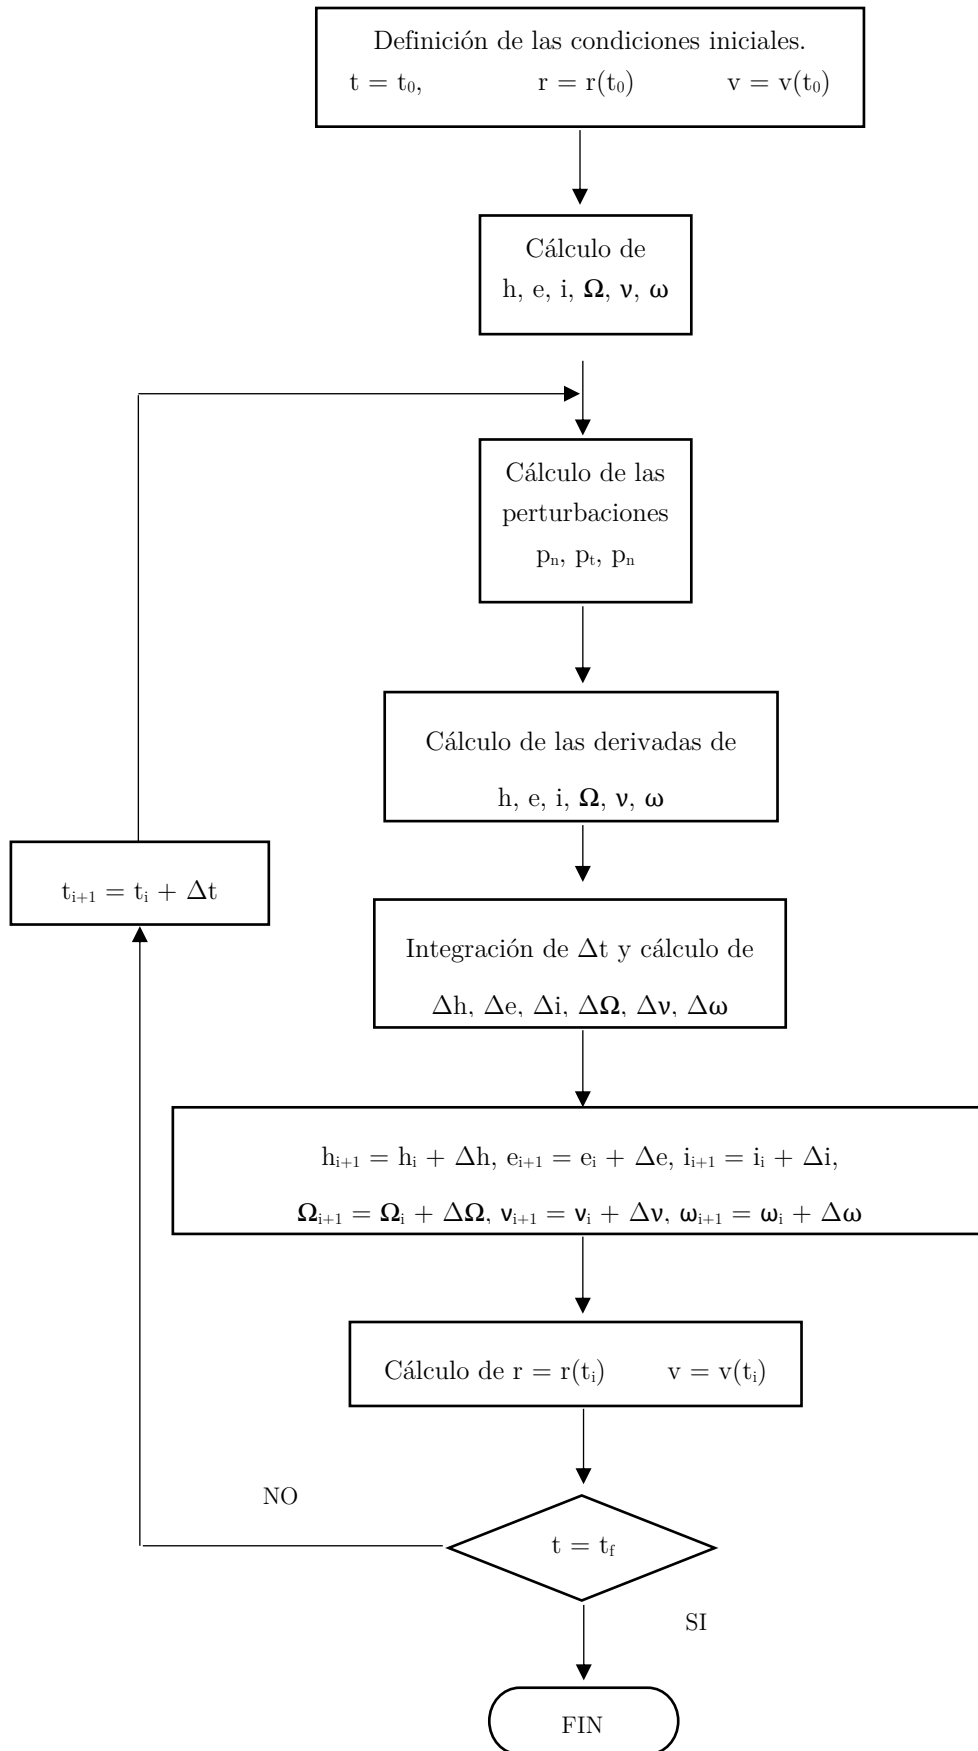 Definición de las condiciones iniciales.
t = t₀, r = r(t₀) v = v(t₀)
Cálculo de
h, e, i, Ω, ν, ω
Cálculo de las
perturbaciones
pₙ, pₜ, pₙ
Cálculo de las derivadas de
h, e, i, Ω, ν, ω
tᵢ₊₁ = tᵢ + Δt
Integración de Δt y cálculo de
Δh, Δe, Δi, ΔΩ, Δν, Δω
hᵢ₊₁ = hᵢ + Δh, eᵢ₊₁ = eᵢ + Δe, iᵢ₊₁ = iᵢ + Δi,
Ωᵢ₊₁ = Ωᵢ + ΔΩ, νᵢ₊₁ = νᵢ + Δν, ωᵢ₊₁ = ωᵢ + Δω
Cálculo de r = r(tᵢ) v = v(tᵢ)
NO
t = t_f
SI
FIN